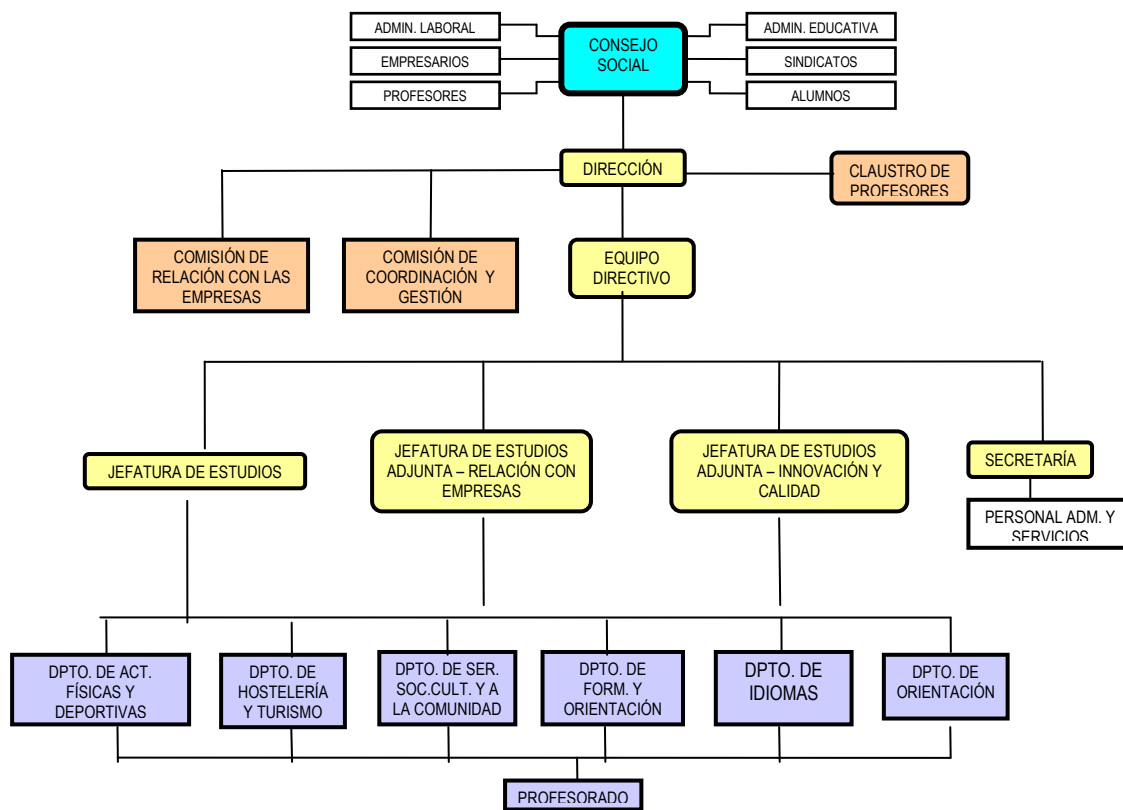 ADMIN. LABORAL
EMPRESARIOS
PROFESORES
CONSEJO
SOCIAL
ADMIN. EDUCATIVA
SINDICATOS
ALUMNOS
DIRECCIÓN
CLAUSTRO DE
PROFESORES
COMISIÓN DE
RELACIÓN CON LAS
EMPRESAS
COMISIÓN DE
COORDINACIÓN Y
GESTIÓN
EQUIPO
DIRECTIVO
JEFATURA DE ESTUDIOS
JEFATURA DE ESTUDIOS
ADJUNTA – RELACIÓN CON
EMPRESAS
JEFATURA DE ESTUDIOS
ADJUNTA – INNOVACIÓN Y
CALIDAD
SECRETARÍA
PERSONAL ADM. Y
SERVICIOS
DPTO. DE ACT.
FÍSICAS Y
DEPORTIVAS
DPTO. DE
HOSTELERÍA
Y TURISMO
DPTO. DE SER.
SOC.CULT. Y A
LA COMUNIDAD
DPTO. DE
FORM. Y
ORIENTACIÓN
DPTO. DE
IDIOMAS
DPTO. DE
ORIENTACIÓN
PROFESORADO